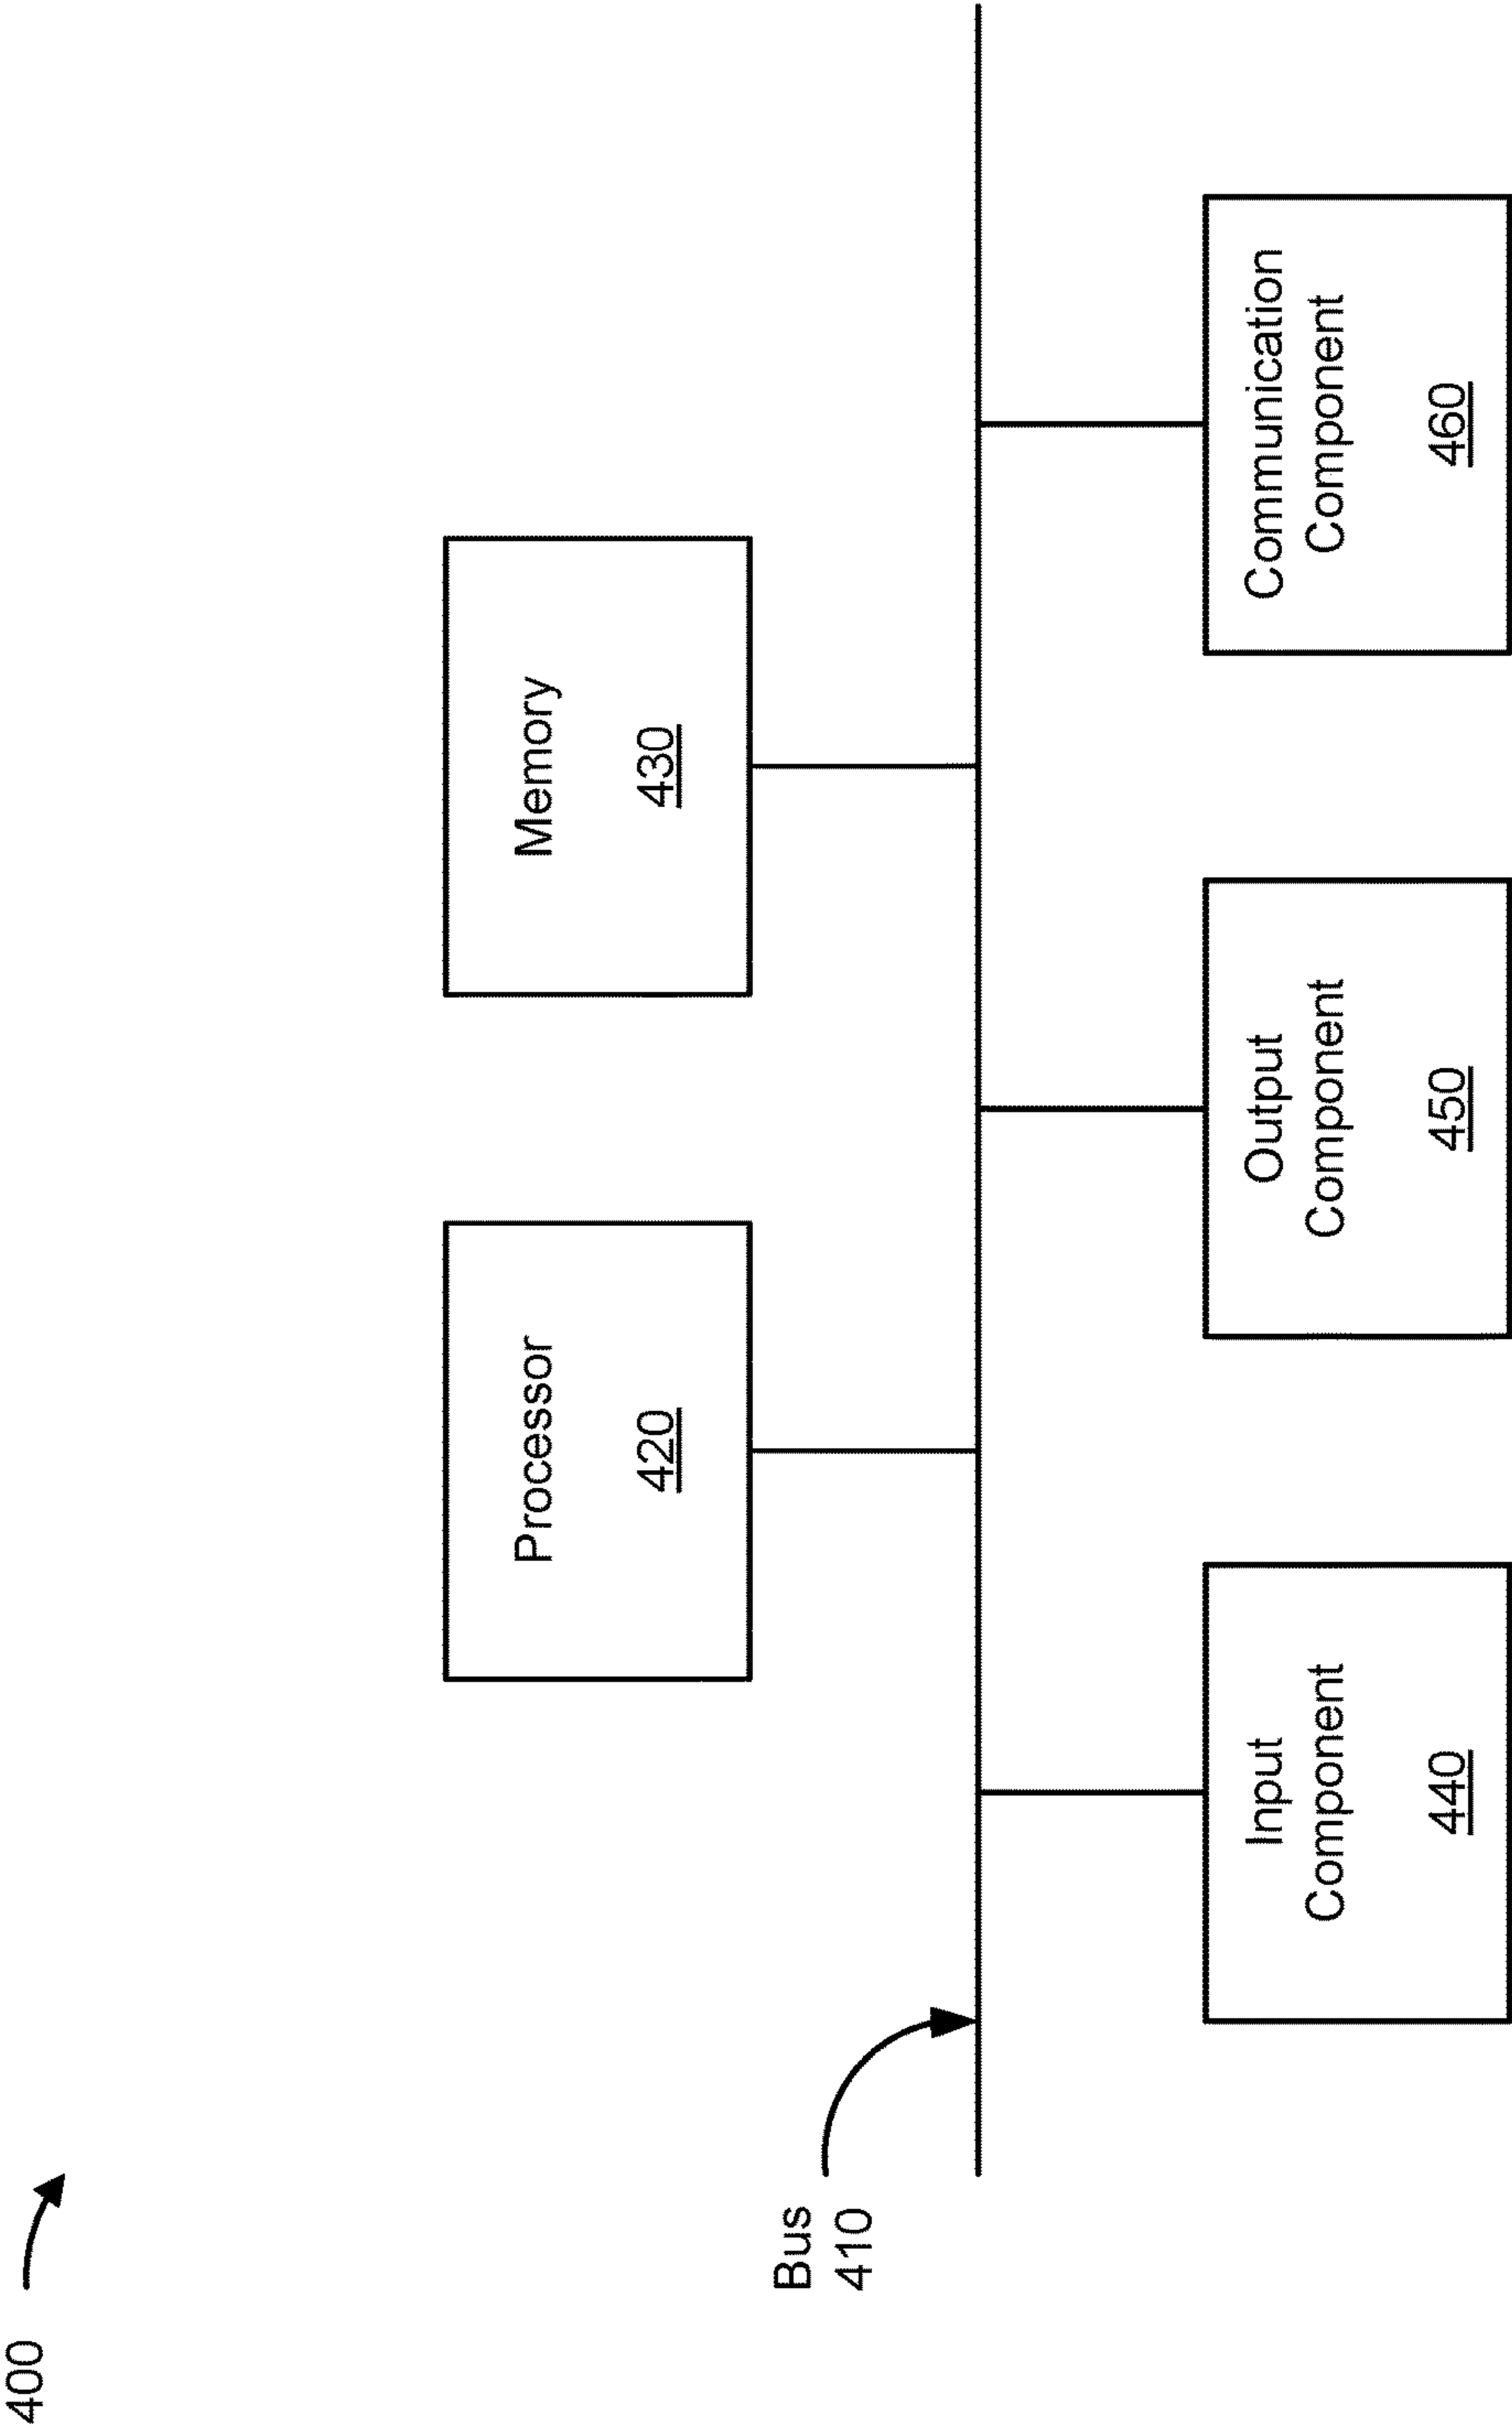 400
Processor
420
Memory
430
Bus
410
Input
Component
440
Output
Component
450
Communication
Component
460